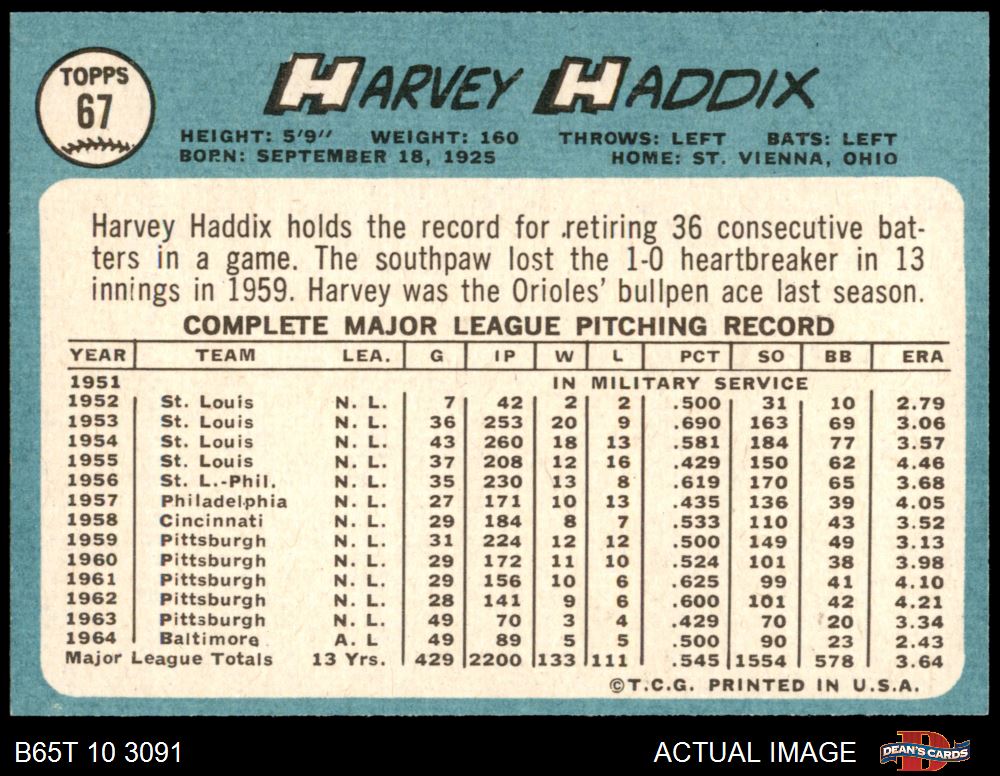 TOPPS
67
HARVEY HADDIX
HEIGHT: 5'9" WEIGHT: 160 THROWS: LEFT BATS: LEFT
BORN: SEPTEMBER 18, 1925 HOME: ST. VIENNA, OHIO
Harvey Haddix holds the record for retiring 36 consecutive bat-
ters in a game. The southpaw lost the 1-0 heartbreaker in 13
innings in 1959. Harvey was the Orioles' bullpen ace last season.
COMPLETE MAJOR LEAGUE PITCHING RECORD
YEAR TEAM LEA. G IP W L PCT SO BB ERA
1951 IN MILITARY SERVICE
1952 St. Louis N. L. 7 42 2 2 .500 31 10 2.79
1953 St. Louis N. L. 36 253 20 9 .690 163 69 3.06
1954 St. Louis N. L. 43 260 18 13 .581 184 77 3.57
1955 St. Louis N. L. 37 208 12 16 .429 150 62 4.46
1956 St. L.-Phil. N. L. 35 230 13 8 .619 170 65 3.68
1957 Philadelphia N. L. 27 171 10 13 .435 136 39 4.05
1958 Cincinnati N. L. 29 184 8 7 .533 110 43 3.52
1959 Pittsburgh N. L. 31 224 12 12 .500 149 49 3.13
1960 Pittsburgh N. L. 29 172 11 10 .524 101 38 3.98
1961 Pittsburgh N. L. 29 156 10 6 .625 99 41 4.10
1962 Pittsburgh N. L. 28 141 9 6 .600 101 42 4.21
1963 Pittsburgh N. L. 49 70 3 4 .429 70 20 3.34
1964 Baltimore A. L 49 89 5 5 .500 90 23 2.43
Major League Totals 13 Yrs. 429 2200 133 111 .545 1554 578 3.64
©T.C.G. PRINTED IN U.S.A.
B65T 10 3091 ACTUAL IMAGE DEAN'S CARDS